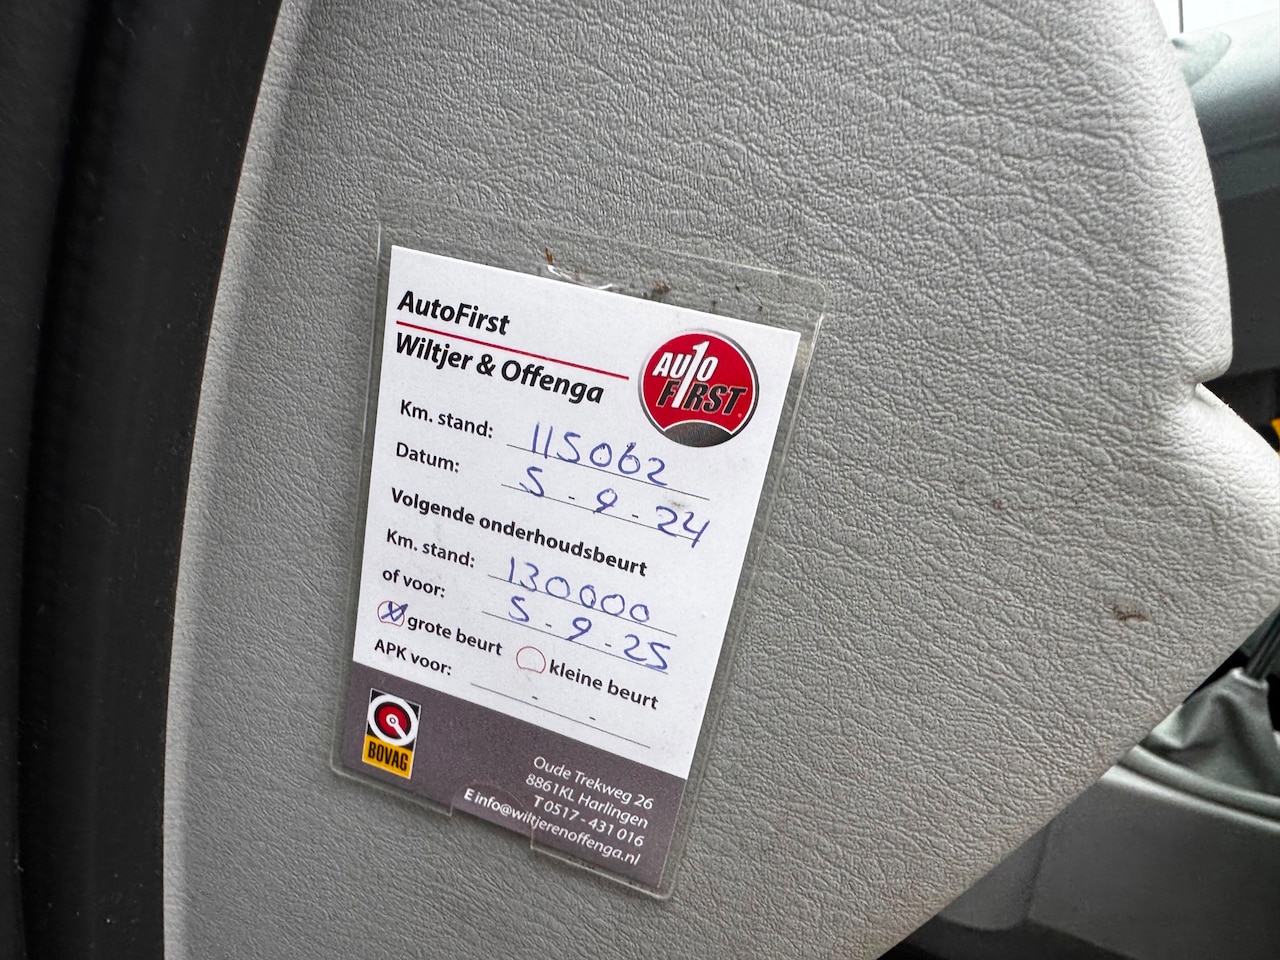 AutoFirst
Wiltjer & Offenga
AUTO
FIRST
Km. stand: 115062
Datum: 5 - 9 - 24
Volgende onderhoudsbeurt
Km. stand: 130000
of voor: 5 - 9 - 25
grote beurt kleine beurt
APK voor: - -
BOVAG
Oude Trekweg 26
8861KL Harlingen
T 0517 - 431 016
E info@wiltjerenoffenga.nl